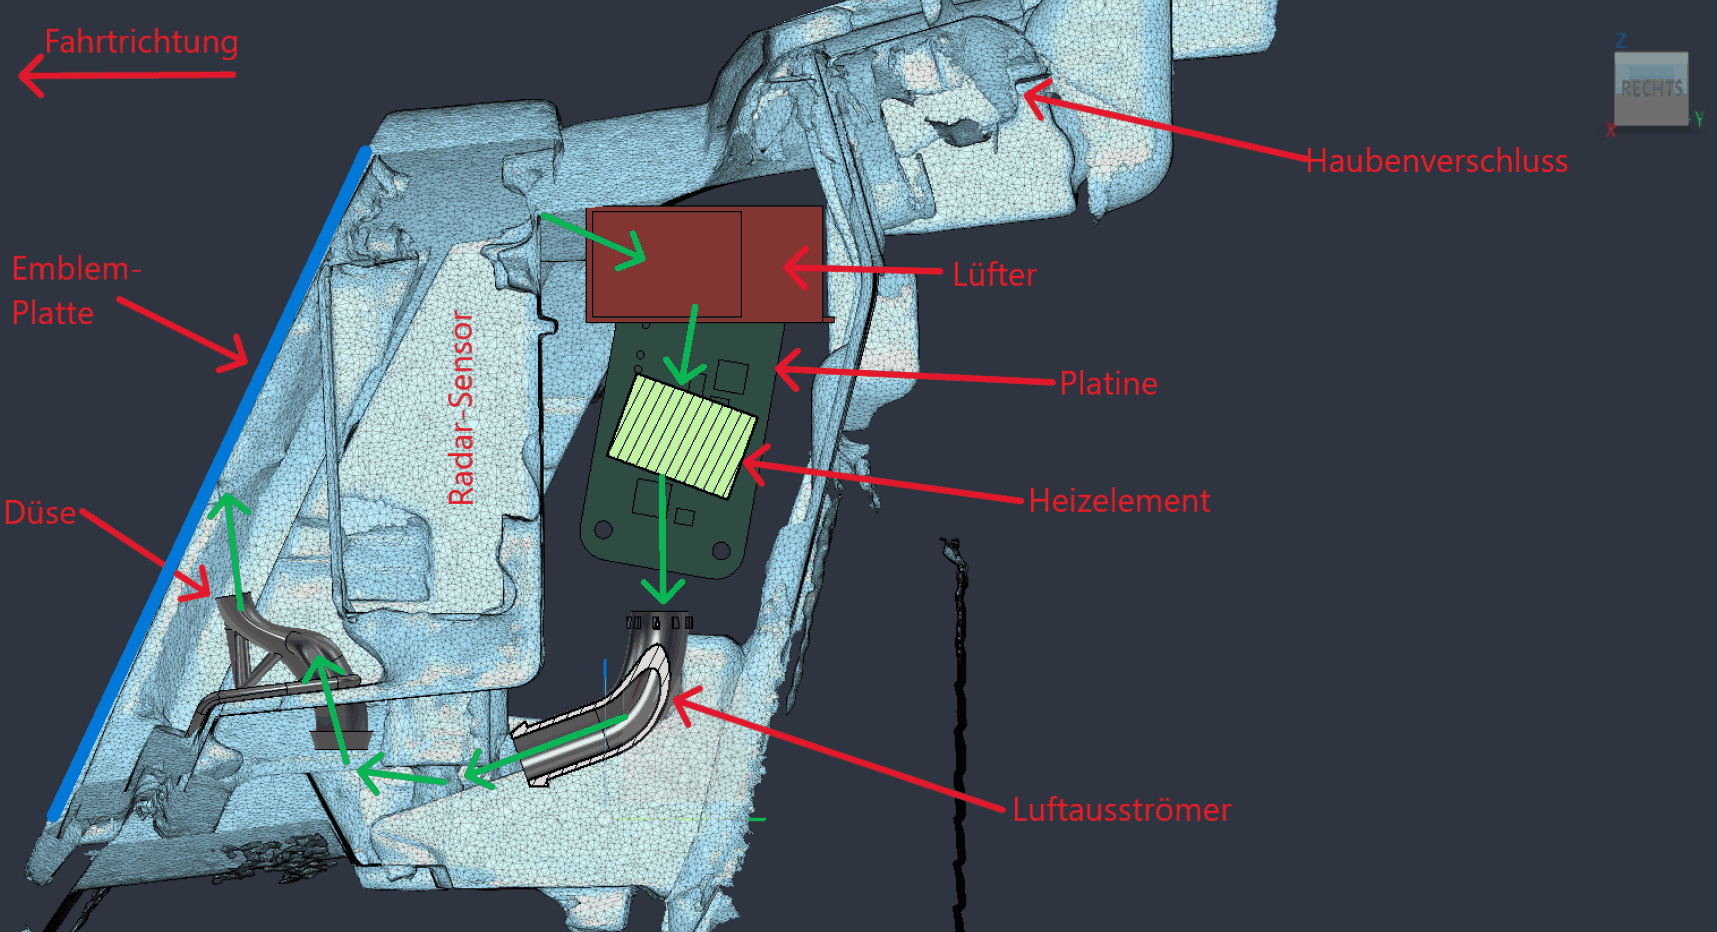 Fahrtrichtung
Z
RECHTS
X
Y
Haubenverschluss
Emblem-
Platte
Lüfter
Radar-Sensor
Platine
Düse
Heizelement
Luftausströmer